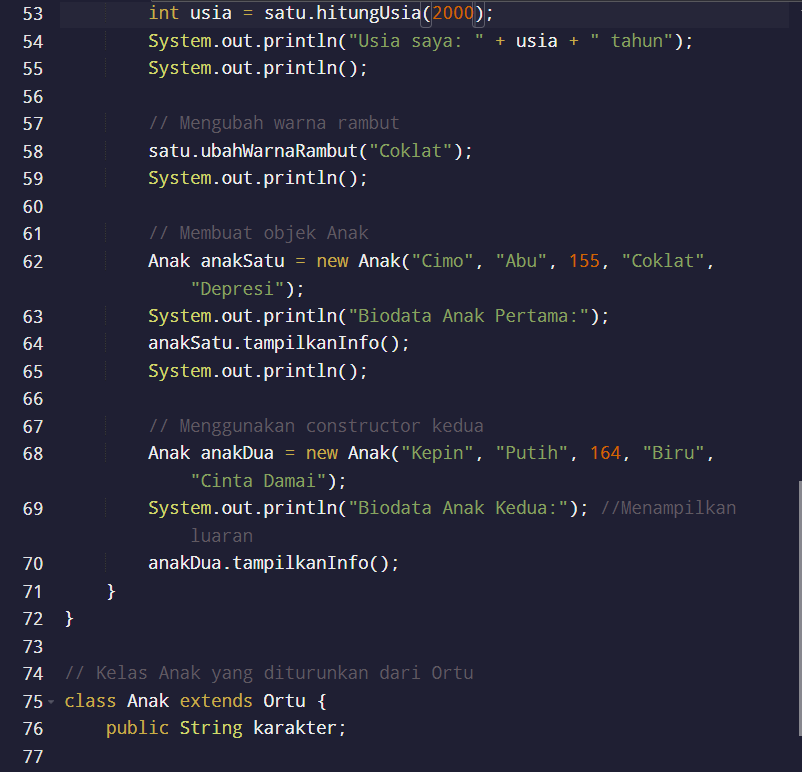 53 int usia = satu.hitungUsia(2000);
54 System.out.println("Usia saya: " + usia + " tahun");
55 System.out.println();
56
57 // Mengubah warna rambut
58 satu.ubahWarnaRambut("Coklat");
59 System.out.println();
60
61 // Membuat objek Anak
62 Anak anakSatu = new Anak("Cimo", "Abu", 155, "Coklat",
"Depresi");
63 System.out.println("Biodata Anak Pertama:");
64 anakSatu.tampilkanInfo();
65 System.out.println();
66
67 // Menggunakan constructor kedua
68 Anak anakDua = new Anak("Kepin", "Putih", 164, "Biru",
"Cinta Damai");
69 System.out.println("Biodata Anak Kedua:"); //Menampilkan
luaran
70 anakDua.tampilkanInfo();
71 }
72 }
73
74 // Kelas Anak yang diturunkan dari Ortu
75 class Anak extends Ortu {
76 public String karakter;
77